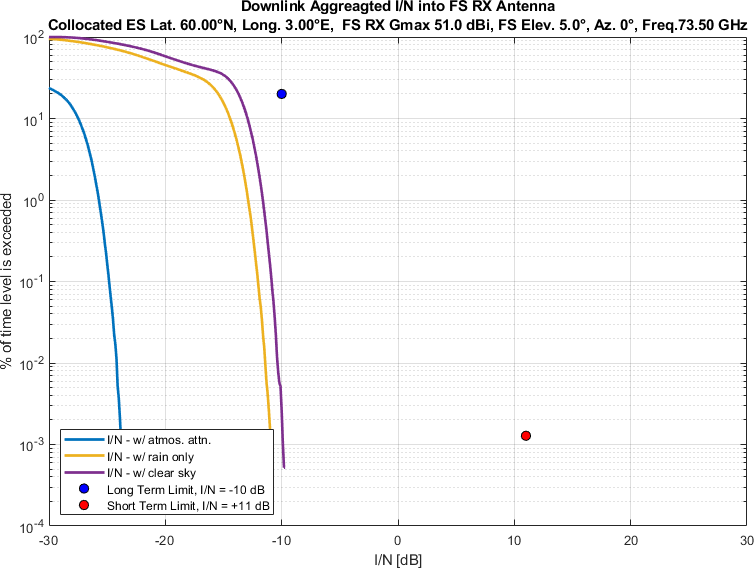 Downlink Aggreagted I/N into FS RX Antenna
Collocated ES Lat. 60.00°N, Long. 3.00°E,  FS RX Gmax 51.0 dBi, FS Elev. 5.0°, Az. 0°, Freq.73.50 GHz
% of time level is exceeded
10^2
10^1
10^0
10^-1
10^-2
10^-3
10^-4
I/N - w/ atmos. attn.
I/N - w/ rain only
I/N - w/ clear sky
Long Term Limit, I/N = -10 dB
Short Term Limit, I/N = +11 dB
-30 -20 -10 0 10 20 30
I/N [dB]